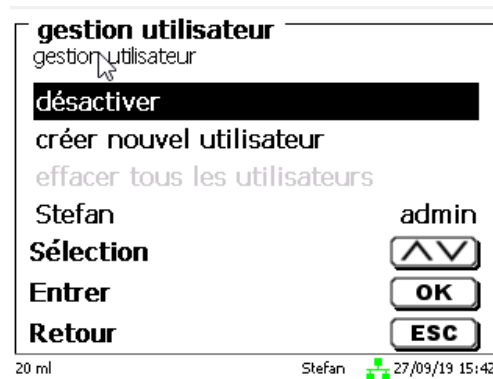 gestion utilisateur
gestion utilisateur
désactiver
créer nouvel utilisateur
effacer tous les utilisateurs
Stefan admin
Sélection
Entrer OK
Retour ESC
20 ml Stefan 27/09/19 15:42